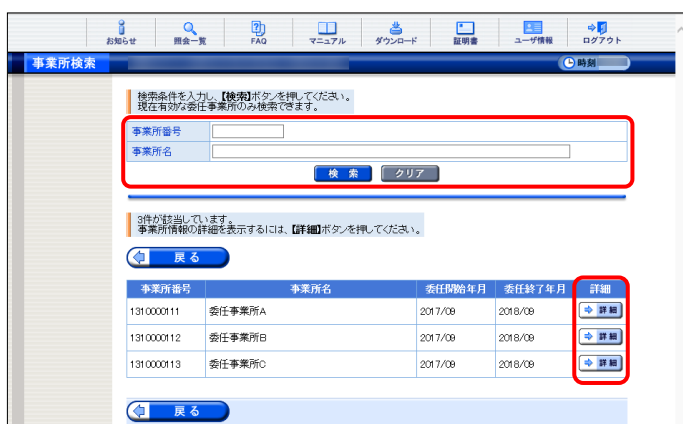 お知らせ 照会一覧 FAQ マニュアル ダウンロード 証明書 ユーザ情報 ログアウト
事業所検索 時刻
検索条件を入力し、【検索】ボタンを押してください。
現在有効な委任事業所のみ検索できます。
事業所番号
事業所名
検 索 クリア
3件が該当しています。
事業所情報の詳細を表示するには、【詳細】ボタンを押してください。
戻る
事業所番号 事業所名 委任開始年月 委任終了年月 詳細
1310000111 委任事業所A 2017/09 2018/09 詳細
1310000112 委任事業所B 2017/09 2018/09 詳細
1310000113 委任事業所C 2017/09 2018/09 詳細
戻る